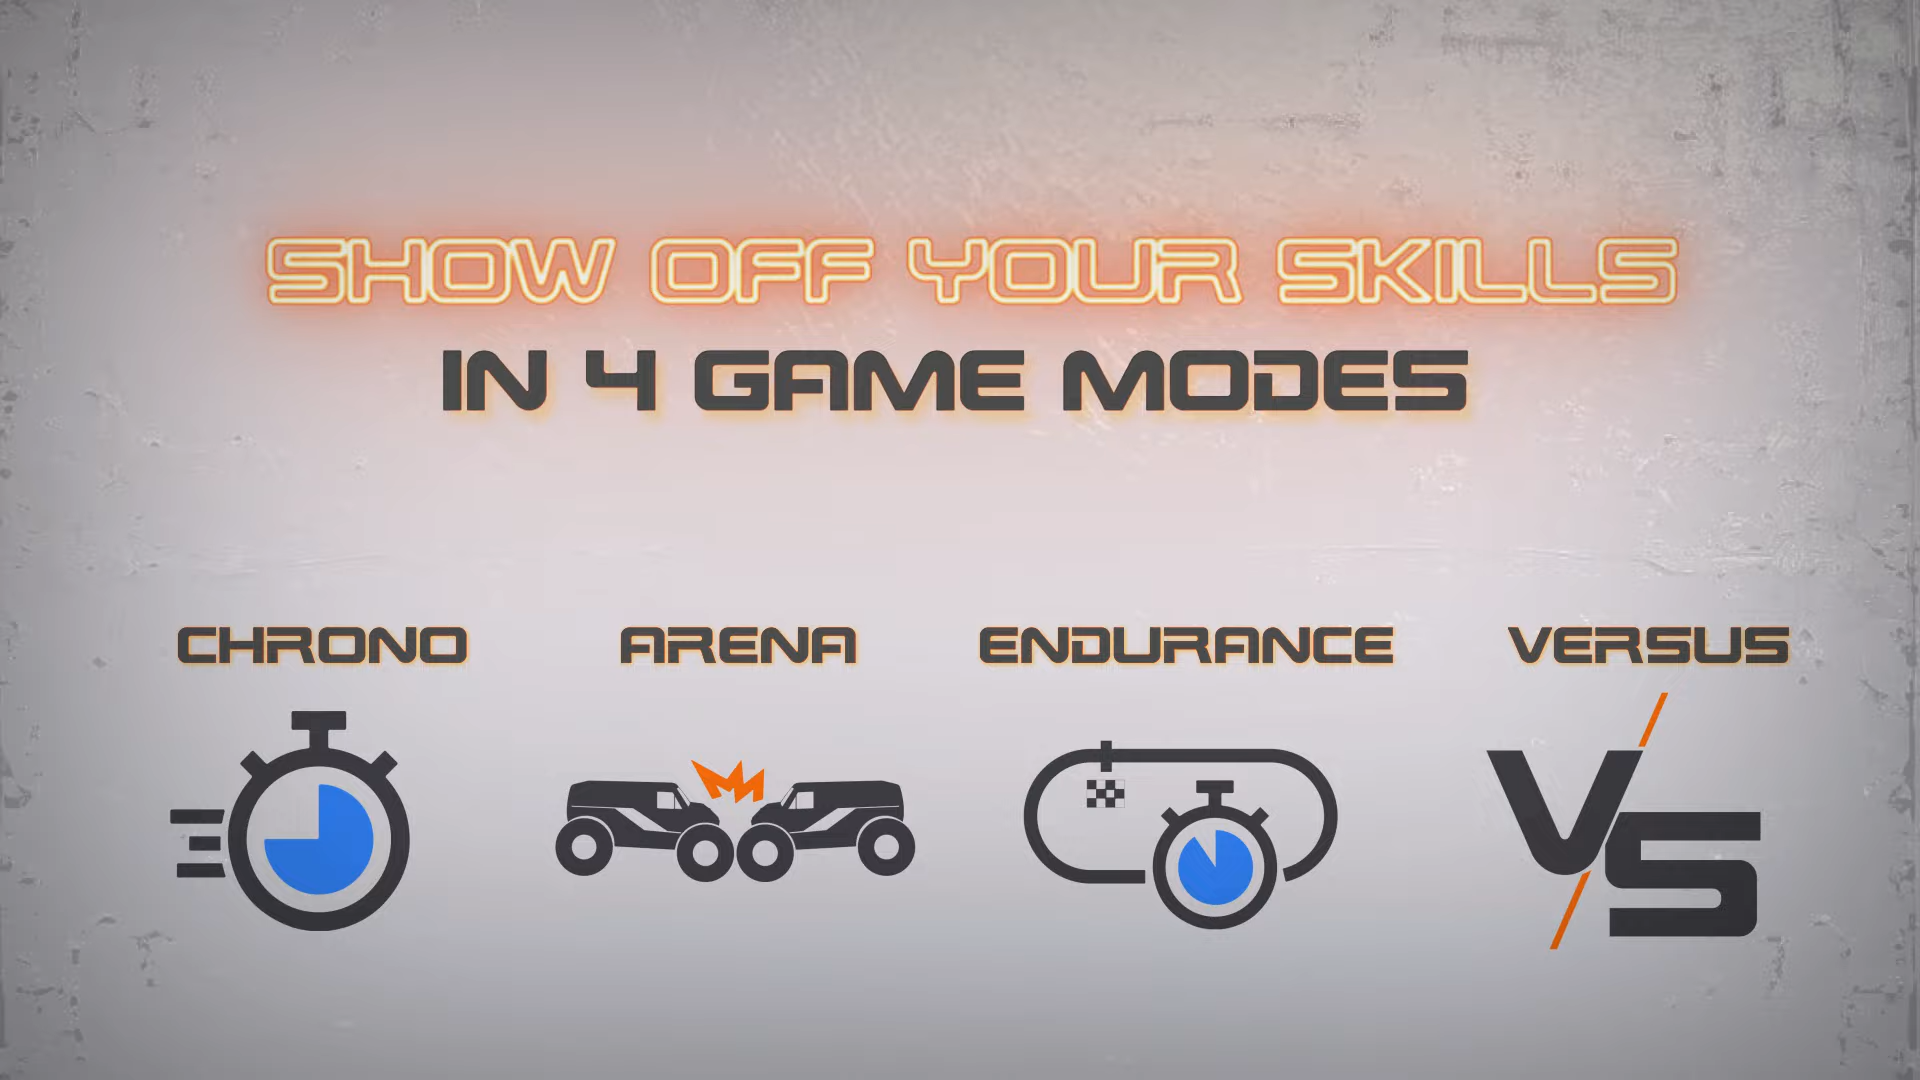 SHOW OFF YOUR SKILLS
IN 4 GAME MODES
CHRONO ARENA ENDURANCE VERSUS
VS